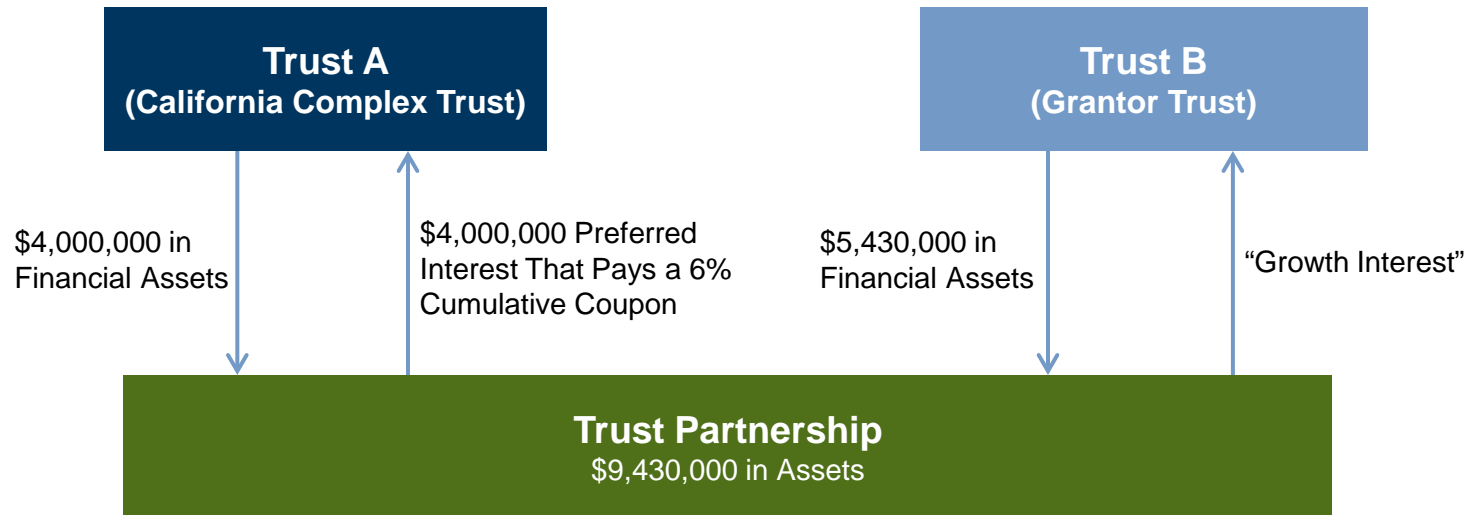 Trust A
(California Complex Trust)
Trust B
(Grantor Trust)
$4,000,000 in
Financial Assets
$4,000,000 Preferred
Interest That Pays a 6%
Cumulative Coupon
$5,430,000 in
Financial Assets
“Growth Interest”
Trust Partnership
$9,430,000 in Assets